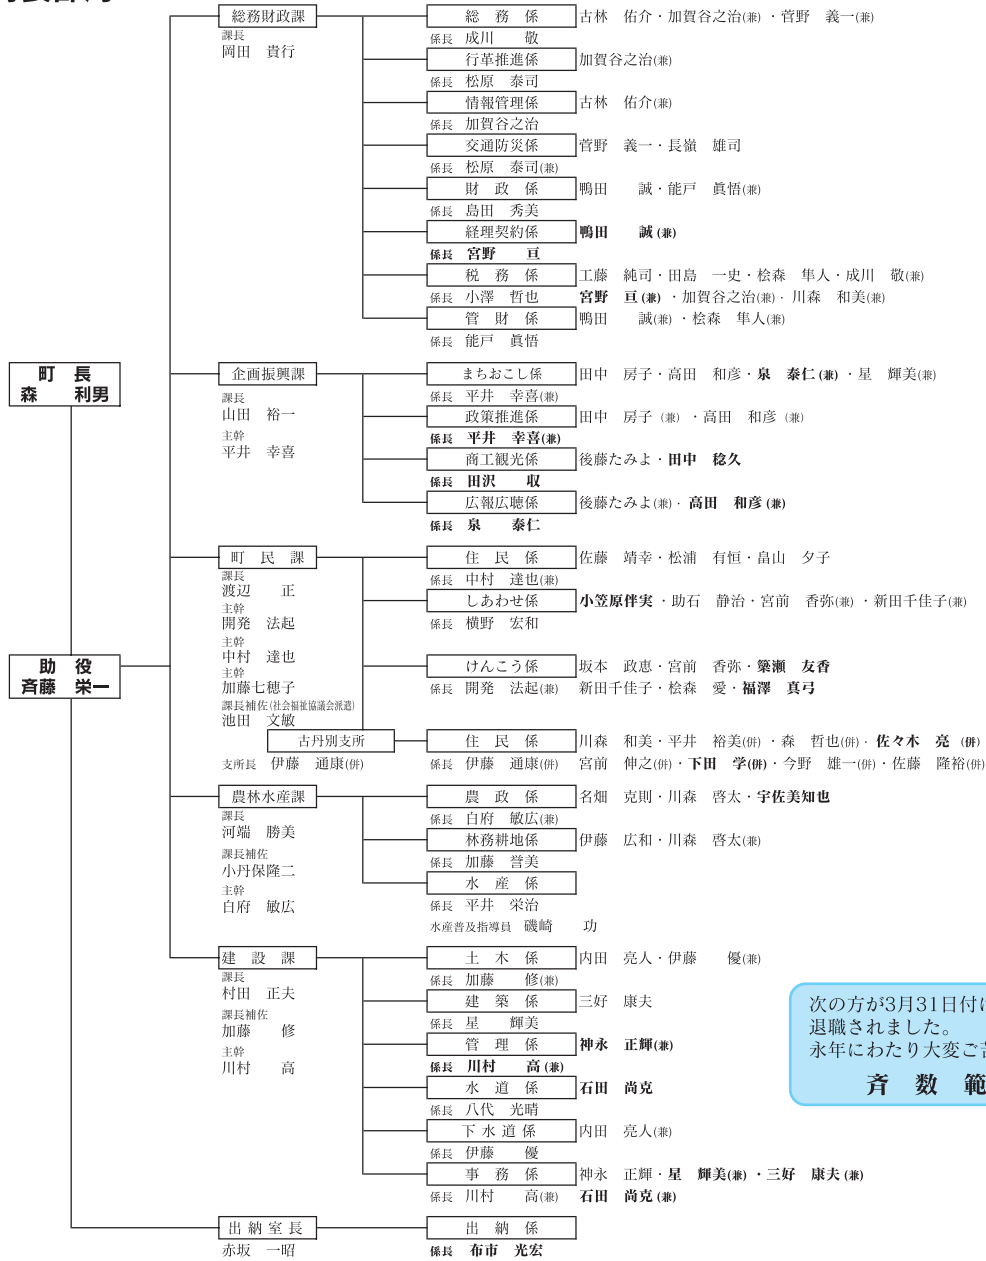 町長部局
町　長
森　　利男
助　役
斉藤　栄一
総務財政課
課長
岡田　貴行
総　務　係　古林　佑介・加賀谷之治(兼)・菅野　義一(兼)
係長　成川　　敬
行革推進係　加賀谷之治(兼)
係長　松原　泰司
情報管理係　古林　佑介(兼)
係長　加賀谷之治
交通防災係　菅野　義一・長嶺　雄司
係長　松原　泰司(兼)
財　政　係　鴨田　　誠・能戸　眞悟(兼)
係長　島田　秀美
経理契約係　鴨田　　誠(兼)
係長　宮野　　亘
税　務　係　工藤　純司・田島　一史・桧森　隼人・成川　敬(兼)
係長　小澤　哲也　宮野　亘(兼)・加賀谷之治(兼)・川森　和美(兼)
管　財　係　鴨田　　誠(兼)・桧森　隼人(兼)
係長　能戸　眞悟
企画振興課
課長
山田　裕一
主幹
平井　幸喜
まちおこし係　田中　房子・高田　和彦・泉　泰仁(兼)・星　輝美(兼)
係長　平井　幸喜(兼)
政策推進係　田中　房子（兼）・高田　和彦（兼）
係長　平井　幸喜(兼)
商工観光係　後藤たみよ・田中　稔久
係長　田沢　　収
広報広聴係　後藤たみよ(兼)・高田　和彦(兼)
係長　泉　　泰仁
町　民　課
課長
渡辺　　正
主幹
開発　法起
主幹
中村　達也
主幹
加藤七穂子
課長補佐(社会福祉協議会派遣)
池田　文敏
住　民　係　佐藤　靖幸・松浦　有恒・畠山　夕子
係長　中村　達也(兼)
しあわせ係　小笠原伴実・助石　静治・宮前　香弥(兼)・新田千佳子(兼)
係長　横野　宏和
けんこう係　坂本　政恵・宮前　香弥・築瀬　友香
係長　開発　法起(兼)　新田千佳子・桧森　愛・福澤　真弓
古丹別支所
支所長　伊藤　通康(併)
住　民　係　川森　和美・平井　裕美(併)・森　哲也(併)・佐々木　亮（併）
係長　伊藤　通康(併)　宮前　伸之(併)・下田　学(併)・今野　雄一(併)・佐藤　隆裕(併)
農林水産課
課長
河端　勝美
課長補佐
小丹保隆二
主幹
白府　敏広
農　政　係　名畑　克則・川森　啓太・宇佐美知也
係長　白府　敏広(兼)
林務耕地係　伊藤　広和・川森　啓太(兼)
係長　加藤　誉美
水　産　係
係長　平井　栄治
水産普及指導員　磯崎　　功
建　設　課
課長
村田　正夫
課長補佐
加藤　　修
主幹
川村　　高
土　木　係　内田　亮人・伊藤　　優(兼)
係長　加藤　　修(兼)
建　築　係　三好　康夫
係長　星　　輝美
管　理　係　神永　正輝(兼)
係長　川村　　高(兼)
水　道　係　石田　尚克
係長　八代　光晴
下 水 道 係　内田　亮人(兼)
係長　伊藤　　優
事　務　係　神永　正輝・星　輝美(兼)・三好　康夫(兼)
係長　川村　　高(兼)　石田　尚克(兼)
出 納 室 長
赤坂　一昭
出　納　係
係長　布市　光宏
次の方が3月31日付
退職されました。
永年にわたり大変ご
斉　数　範